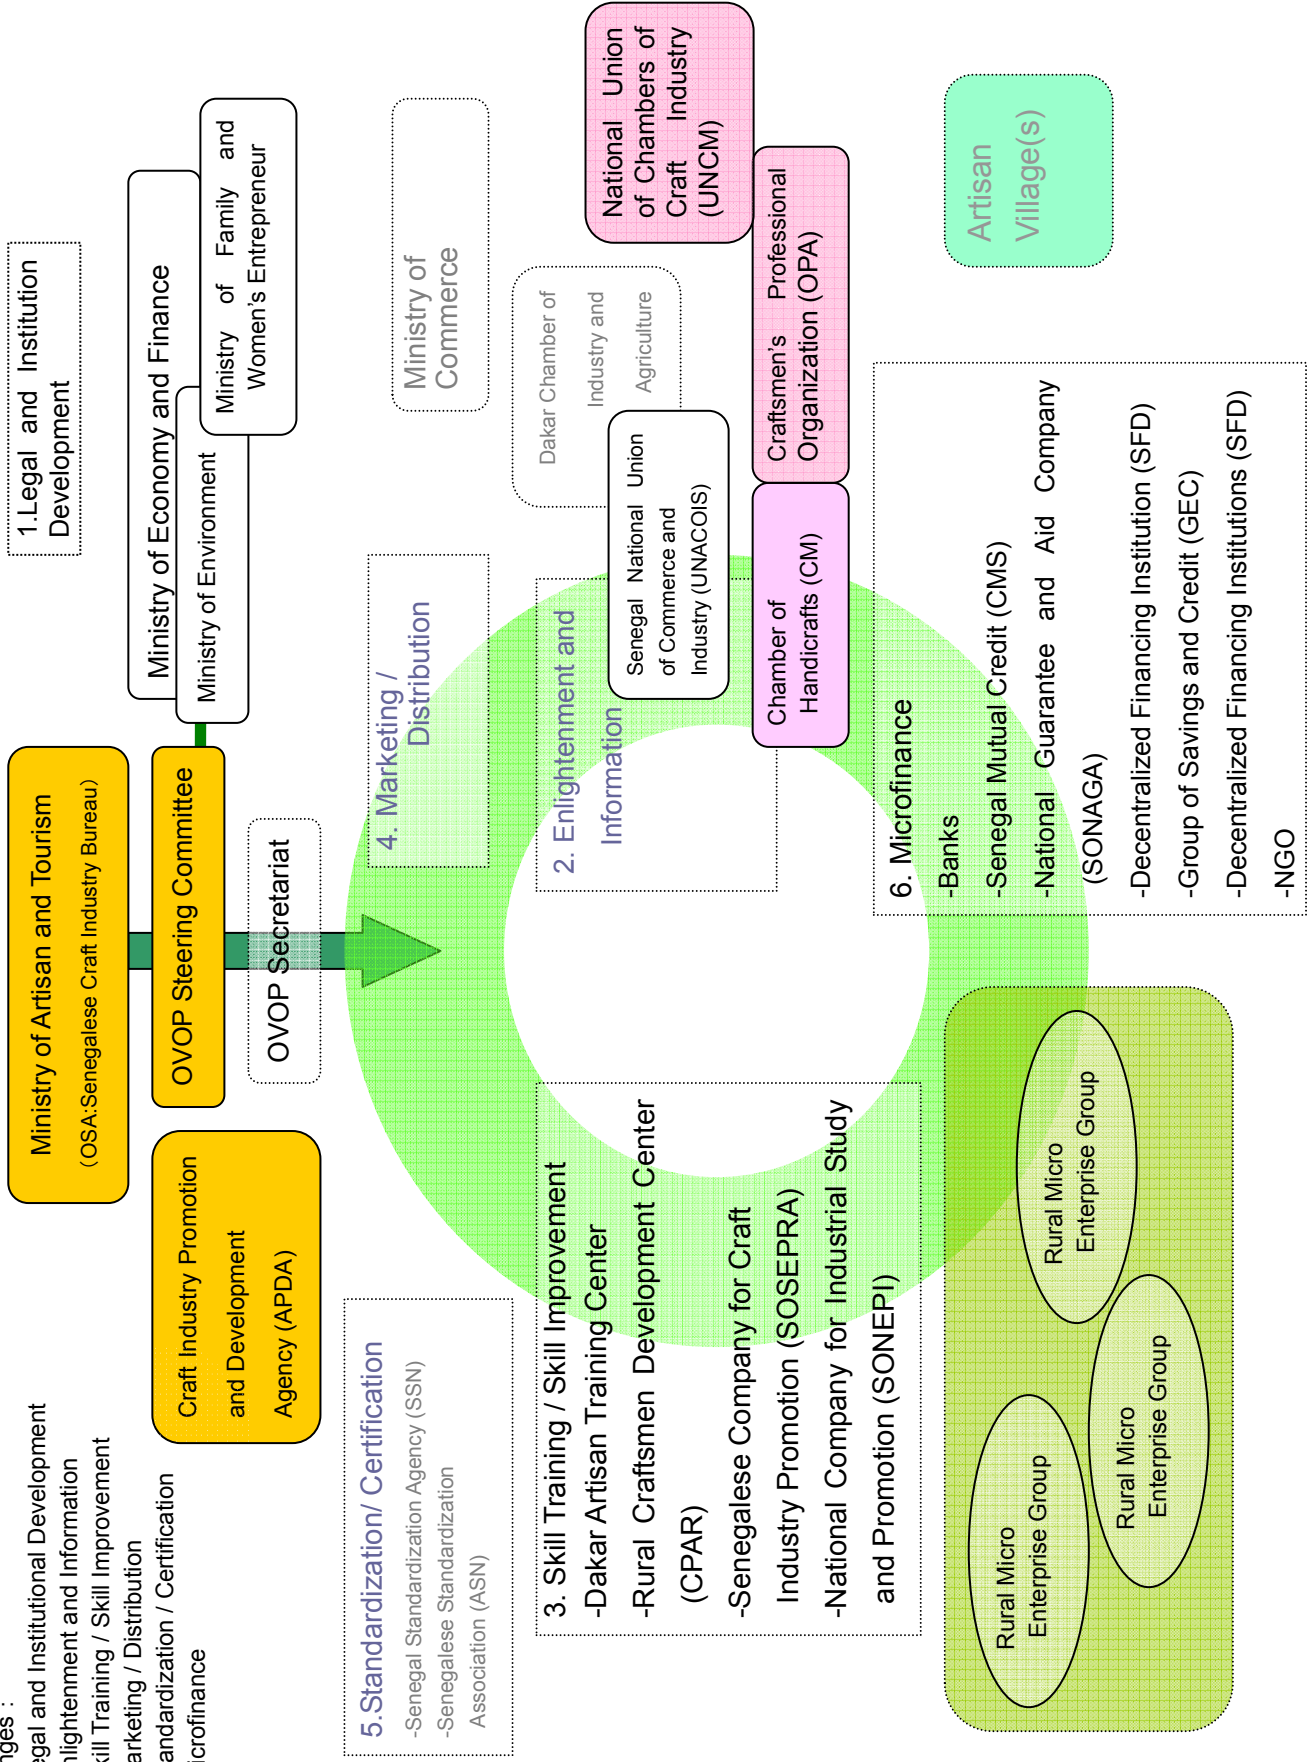 nges :
egal and Institutional Development
nlightenment and Information
kill Training / Skill Improvement
arketing / Distribution
andardization / Certification
icrofinance
Ministry of Artisan and Tourism
(OSA:Senegalese Craft Industry Bureau)
1.Legal and Institution
Development
Craft Industry Promotion
and Development
Agency (APDA)
OVOP Steering Committee
OVOP Secretariat
Ministry of Economy and Finance
Ministry of Environment
Ministry of Family and
Women's Entrepreneur
5.Standardization/ Certification
-Senegal Standardization Agency (SSN)
-Senegalese Standardization
Association (ASN)
4. Marketing /
Distribution
Ministry of
Commerce
3. Skill Training / Skill Improvement
-Dakar Artisan Training Center
-Rural Craftsmen Development Center
(CPAR)
-Senegalese Company for Craft
Industry Promotion (SOSEPRA)
-National Company for Industrial Study
and Promotion (SONEPI)
2. Enlightenment and
Information
Dakar Chamber of
Industry and
Agriculture
Senegal National Union
of Commerce and
Industry (UNACOIS)
National Union
of Chambers of
Craft Industry
(UNCM)
Chamber of
Handicrafts (CM)
Craftsmen's Professional
Organization (OPA)
6. Microfinance
-Banks
-Senegal Mutual Credit (CMS)
-National Guarantee and Aid Company
(SONAGA)
-Decentralized Financing Institution (SFD)
-Group of Savings and Credit (GEC)
-Decentralized Financing Institutions (SFD)
-NGO
Artisan
Village(s)
Rural Micro
Enterprise Group
Rural Micro
Enterprise Group
Rural Micro
Enterprise Group